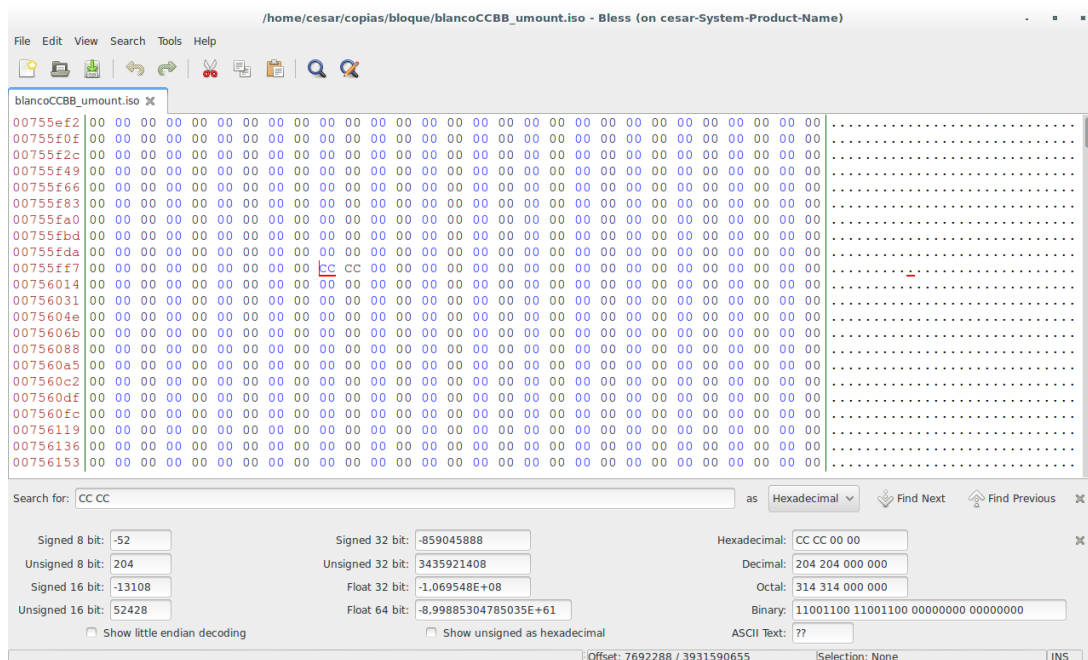 /home/cesar/copias/bloque/blancoCCBB_umount.iso - Bless (on cesar-System-Product-Name)
File Edit View Search Tools Help
blancoCCBB_umount.iso
00755ef2 00 00 00 00 00 00 00 00 00 00 00 00 00 00 00 00 00 00 00 00 00 00 00 00 00 00 00 00 00 .............................
00755f0f 00 00 00 00 00 00 00 00 00 00 00 00 00 00 00 00 00 00 00 00 00 00 00 00 00 00 00 00 00 .............................
00755f2c 00 00 00 00 00 00 00 00 00 00 00 00 00 00 00 00 00 00 00 00 00 00 00 00 00 00 00 00 00 .............................
00755f49 00 00 00 00 00 00 00 00 00 00 00 00 00 00 00 00 00 00 00 00 00 00 00 00 00 00 00 00 00 .............................
00755f66 00 00 00 00 00 00 00 00 00 00 00 00 00 00 00 00 00 00 00 00 00 00 00 00 00 00 00 00 00 .............................
00755f83 00 00 00 00 00 00 00 00 00 00 00 00 00 00 00 00 00 00 00 00 00 00 00 00 00 00 00 00 00 .............................
00755fa0 00 00 00 00 00 00 00 00 00 00 00 00 00 00 00 00 00 00 00 00 00 00 00 00 00 00 00 00 00 .............................
00755fbd 00 00 00 00 00 00 00 00 00 00 00 00 00 00 00 00 00 00 00 00 00 00 00 00 00 00 00 00 00 .............................
00755fda 00 00 00 00 00 00 00 00 00 00 00 00 00 00 00 00 00 00 00 00 00 00 00 00 00 00 00 00 00 .............................
00755ff7 00 00 00 00 00 00 00 00 00 CC CC 00 00 00 00 00 00 00 00 00 00 00 00 00 00 00 00 00 00 .............................
00756014 00 00 00 00 00 00 00 00 00 00 00 00 00 00 00 00 00 00 00 00 00 00 00 00 00 00 00 00 00 .............................
00756031 00 00 00 00 00 00 00 00 00 00 00 00 00 00 00 00 00 00 00 00 00 00 00 00 00 00 00 00 00 .............................
0075604e 00 00 00 00 00 00 00 00 00 00 00 00 00 00 00 00 00 00 00 00 00 00 00 00 00 00 00 00 00 .............................
0075606b 00 00 00 00 00 00 00 00 00 00 00 00 00 00 00 00 00 00 00 00 00 00 00 00 00 00 00 00 00 .............................
00756088 00 00 00 00 00 00 00 00 00 00 00 00 00 00 00 00 00 00 00 00 00 00 00 00 00 00 00 00 00 .............................
007560a5 00 00 00 00 00 00 00 00 00 00 00 00 00 00 00 00 00 00 00 00 00 00 00 00 00 00 00 00 00 .............................
007560c2 00 00 00 00 00 00 00 00 00 00 00 00 00 00 00 00 00 00 00 00 00 00 00 00 00 00 00 00 00 .............................
007560df 00 00 00 00 00 00 00 00 00 00 00 00 00 00 00 00 00 00 00 00 00 00 00 00 00 00 00 00 00 .............................
007560fc 00 00 00 00 00 00 00 00 00 00 00 00 00 00 00 00 00 00 00 00 00 00 00 00 00 00 00 00 00 .............................
00756119 00 00 00 00 00 00 00 00 00 00 00 00 00 00 00 00 00 00 00 00 00 00 00 00 00 00 00 00 00 .............................
00756136 00 00 00 00 00 00 00 00 00 00 00 00 00 00 00 00 00 00 00 00 00 00 00 00 00 00 00 00 00 .............................
00756153 00 00 00 00 00 00 00 00 00 00 00 00 00 00 00 00 00 00 00 00 00 00 00 00 00 00 00 00 00 .............................
Search for: CC CC as Hexadecimal Find Next Find Previous
Signed 8 bit: -52 Signed 32 bit: -859045888 Hexadecimal: CC CC 00 00
Unsigned 8 bit: 204 Unsigned 32 bit: 3435921408 Decimal: 204 204 000 000
Signed 16 bit: -13108 Float 32 bit: -1,069548E+08 Octal: 314 314 000 000
Unsigned 16 bit: 52428 Float 64 bit: -8,99885304785035E+61 Binary: 11001100 11001100 00000000 00000000
Show little endian decoding Show unsigned as hexadecimal ASCII Text: ??
Offset: 7692288 / 3931590655 Selection: None INS